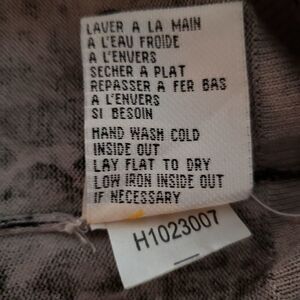 LAVER A LA MAIN
A L'EAU FROIDE
A L'ENVERS
SECHER A PLAT
REPASSER A FER BAS
A L'ENVERS
SI BESOIN
HAND WASH COLD
INSIDE OUT
LAY FLAT TO DRY
LOW IRON INSIDE OUT
IF NECESSARY
H1023007